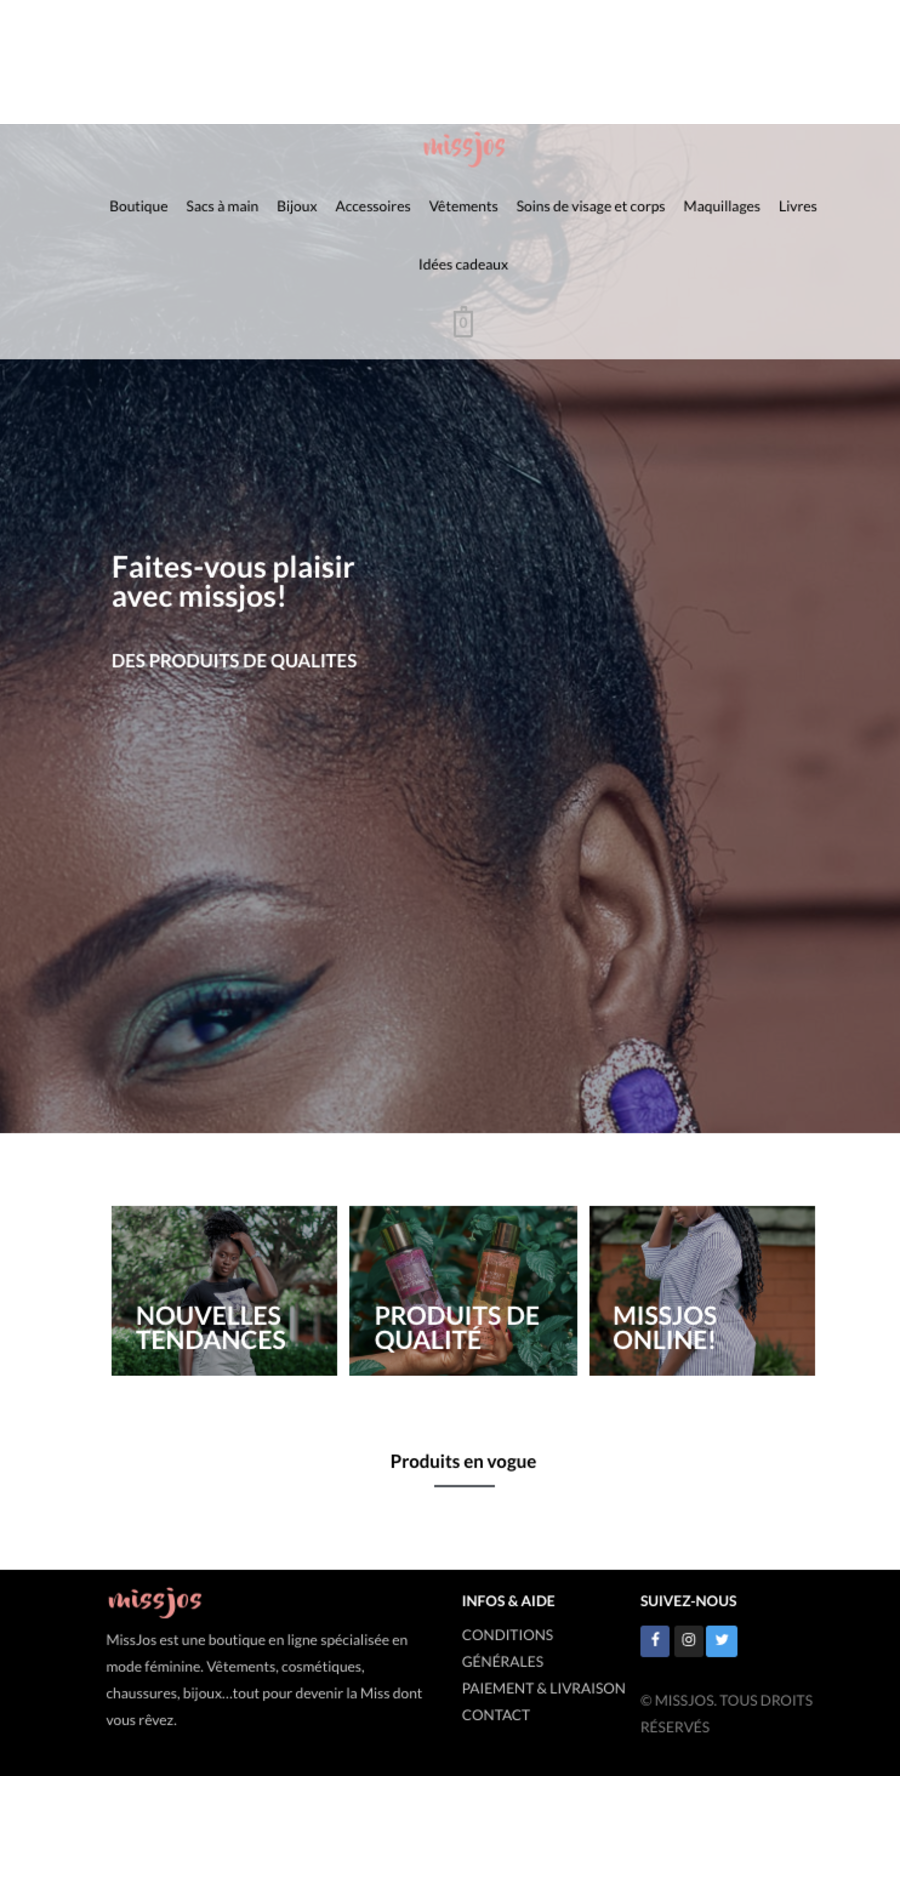 missjos
Boutique Sacs à main Bijoux Accessoires Vêtements Soins de visage et corps Maquillages Livres
Idées cadeaux
0
Faites-vous plaisir
avec missjos!
DES PRODUITS DE QUALITES
NOUVELLES
TENDANCES
PRODUITS DE
QUALITÉ
MISSJOS
ONLINE!
Produits en vogue
missjos
MissJos est une boutique en ligne spécialisée en
mode féminine. Vêtements, cosmétiques,
chaussures, bijoux...tout pour devenir la Miss dont
vous rêvez.
INFOS & AIDE
CONDITIONS
GÉNÉRALES
PAIEMENT & LIVRAISON
CONTACT
SUIVEZ-NOUS
© MISSJOS. TOUS DROITS
RÉSERVÉS